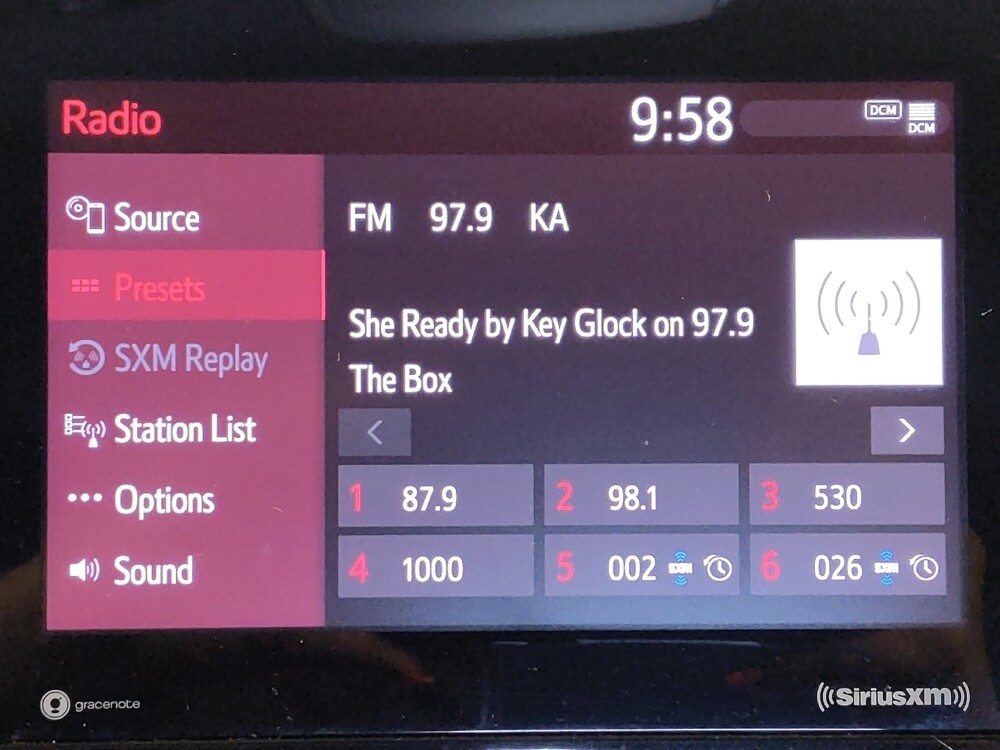 Radio
9:58
DCM
DCM
Source
Presets
SXM Replay
Station List
Options
Sound
FM 97.9 KA
She Ready by Key Glock on 97.9
The Box
1 87.9
2 98.1
3 530
4 1000
5 002 SXM
6 026 SXM
gracenote
SiriusXM